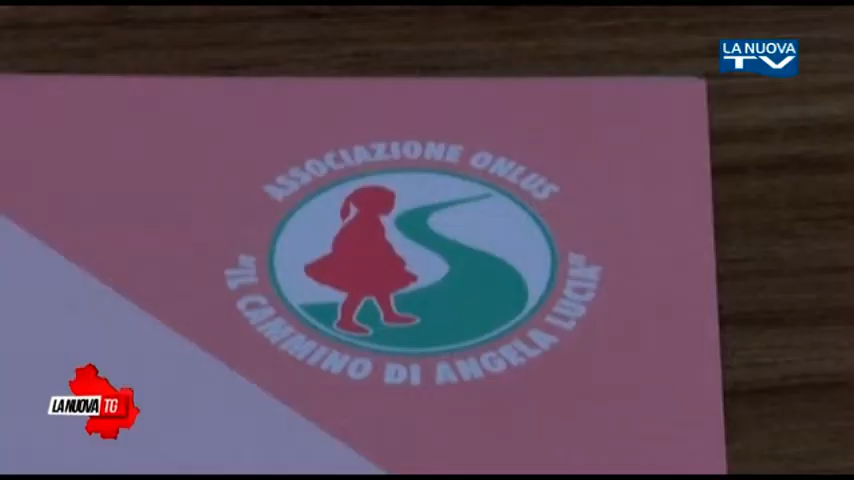 LA NUOVA
TV
ASSOCIAZIONE ONLUS
"IL CAMMINO DI ANGELA LUCIA"
LA NUOVA TG